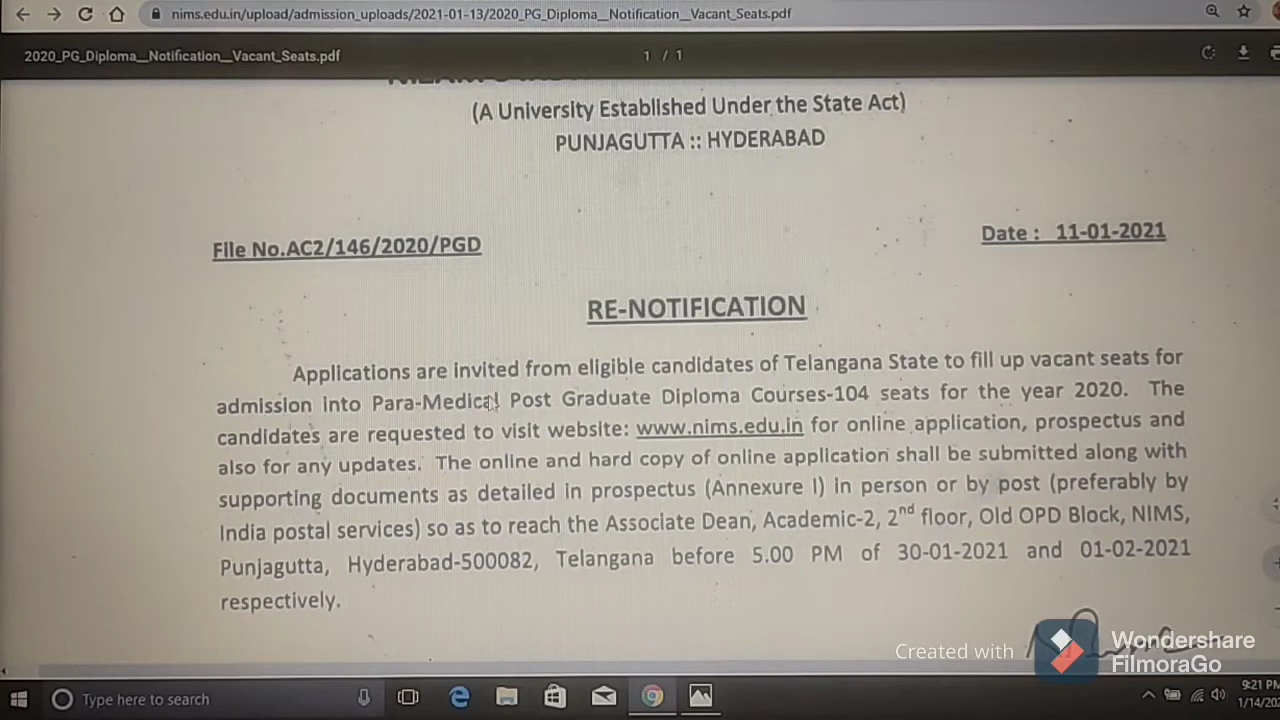 nims.edu.in/upload/admission_uploads/2021-01-13/2020_PG_Diploma__Notification__Vacant_Seats.pdf
2020_PG_Diploma__Notification__Vacant_Seats.pdf
1 / 1
(A University Established Under the State Act)
PUNJAGUTTA :: HYDERABAD
File No.AC2/146/2020/PGD
Date : 11-01-2021
RE-NOTIFICATION
Applications are invited from eligible candidates of Telangana State to fill up vacant seats for
admission into Para-Medical Post Graduate Diploma Courses-104 seats for the year 2020. The
candidates are requested to visit website: www.nims.edu.in for online application, prospectus and
also for any updates. The online and hard copy of online application shall be submitted along with
supporting documents as detailed in prospectus (Annexure I) in person or by post (preferably by
India postal services) so as to reach the Associate Dean, Academic-2, 2nd floor, Old OPD Block, NIMS,
Punjagutta, Hyderabad-500082, Telangana before 5.00 PM of 30-01-2021 and 01-02-2021
respectively.
Created with
Wondershare
FilmoraGo
Type here to search
9:21 PM